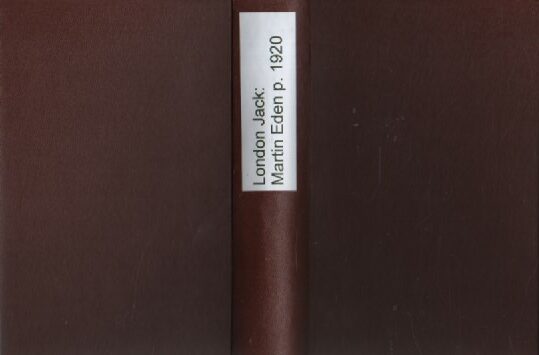 London Jack:
Martin Eden p. 1920